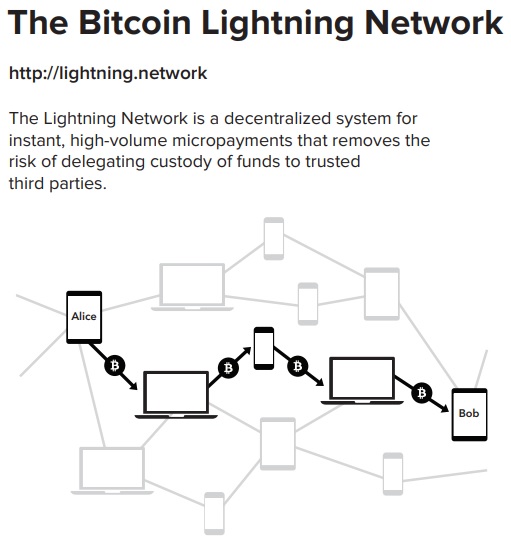 The Bitcoin Lightning Network
http://lightning.network
The Lightning Network is a decentralized system for
instant, high-volume micropayments that removes the
risk of delegating custody of funds to trusted
third parties.
Alice
Bob